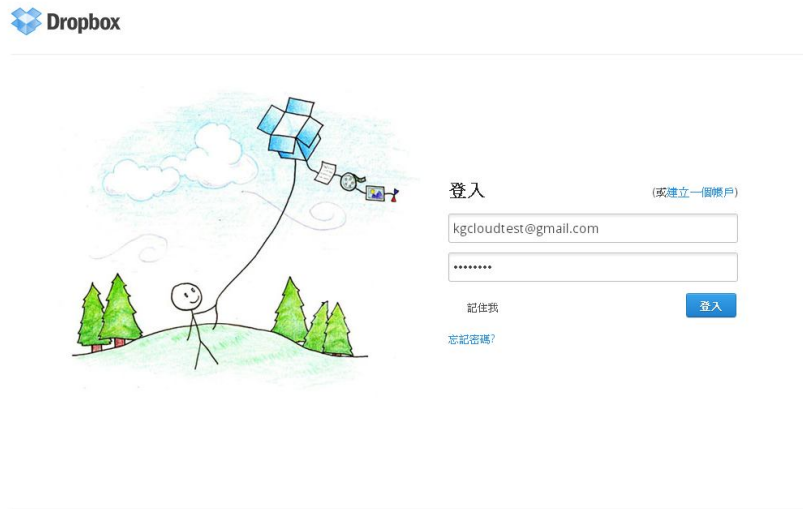 Dropbox
登入 (或建立一個帳戶)
kgcloudtest@gmail.com
••••••••
記住我 登入
忘記密碼?